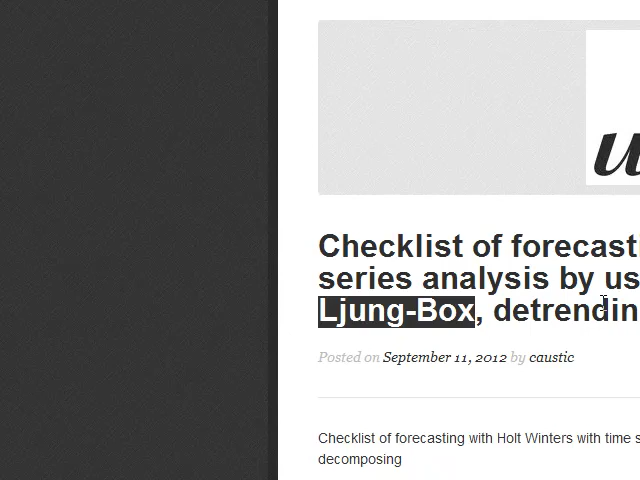 Checklist of forecasti
series analysis by us
Ljung-Box, detrendin
Posted on September 11, 2012 by caustic
Checklist of forecasting with Holt Winters with time s
decomposing